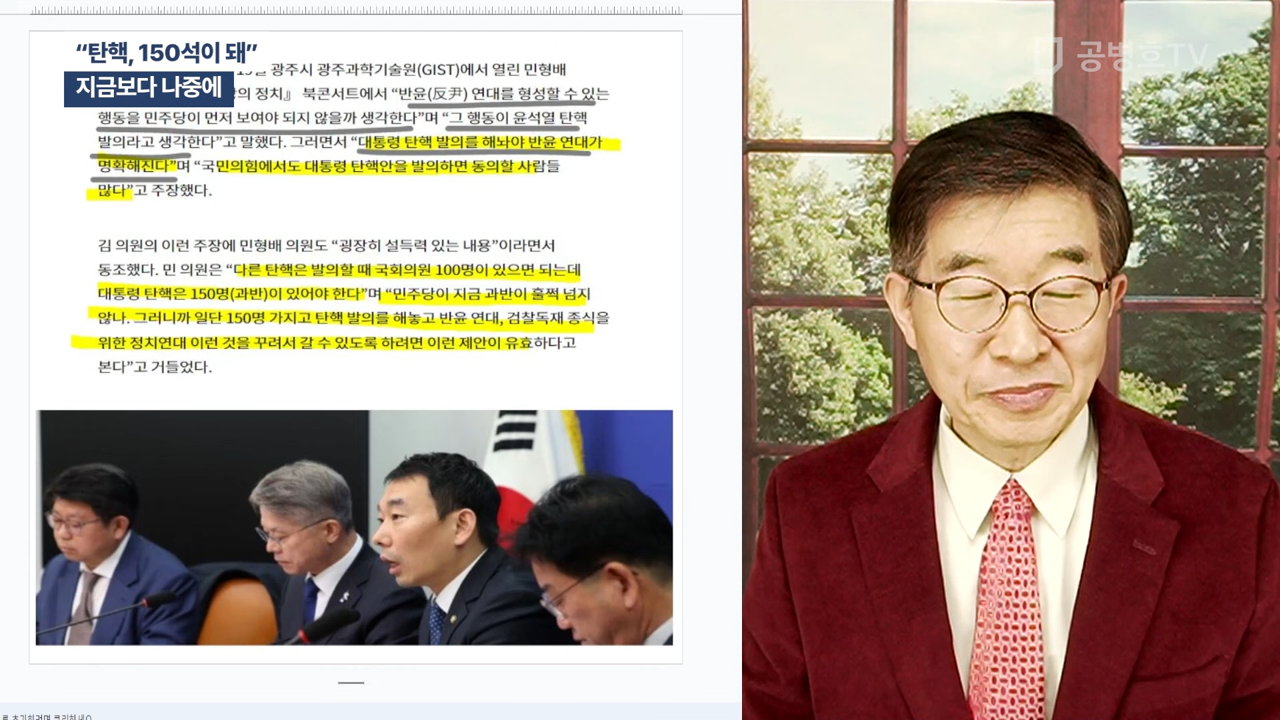 “탄핵, 150석이 돼”
지금보다 나중에
공병호TV
광주시 광주과학기술원(GIST)에서 열린 민형배
정치』 북콘서트에서 “반윤(反尹) 연대를 형성할 수 있는
행동을 민주당이 먼저 보여야 되지 않을까 생각한다”며 “그 행동이 윤석열 탄핵
발의라고 생각한다”고 말했다. 그러면서 “대통령 탄핵 발의를 해놔야 반윤 연대가
명확해진다”며 “국민의힘에서도 대통령 탄핵안을 발의하면 동의할 사람들
많다”고 주장했다.
김 의원의 이런 주장에 민형배 의원도 “굉장히 설득력 있는 내용”이라면서
동조했다. 민 의원은 “다른 탄핵은 발의할 때 국회의원 100명이 있으면 되는데
대통령 탄핵은 150명(과반)이 있어야 한다”며 “민주당이 지금 과반이 훌쩍 넘지
않나. 그러니까 일단 150명 가지고 탄핵 발의를 해놓고 반윤 연대, 검찰독재 종식을
위한 정치연대 이런 것을 꾸려서 갈 수 있도록 하려면 이런 제안이 유효하다고
본다”고 거들었다.